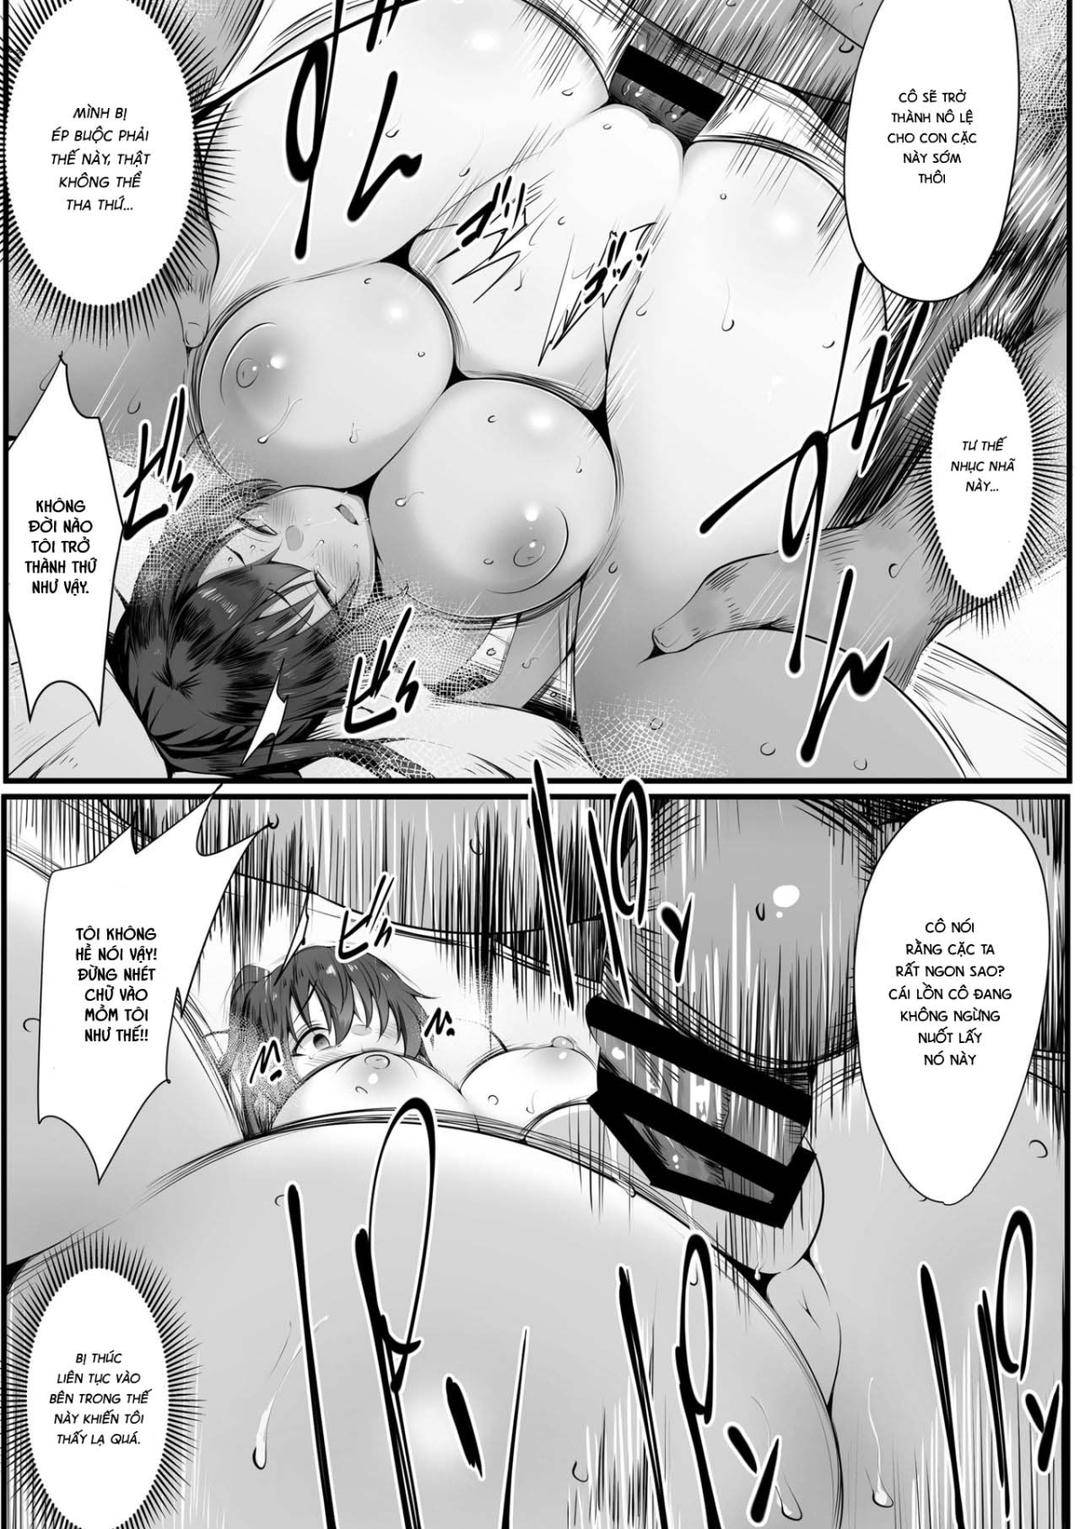 CÔ SẼ TRỞ
THÀNH NÔ LỆ
CHO CON CẶC
NÀY SỚM
THÔI
MÌNH BỊ
ÉP BUỘC PHẢI
THẾ NÀY, THẬT
KHÔNG THỂ
THA THỨ...
TƯ THẾ
NHỤC NHÃ
NÀY...
KHÔNG
ĐỜI NÀO
TÔI TRỞ
THÀNH THỨ
NHƯ VẬY.
CÔ NÓI
RẰNG CẶC TA
RẤT NGON SAO?
CÁI LỒN CÔ ĐANG
KHÔNG NGỪNG
NUỐT LẤY
NÓ NÀY
TÔI KHÔNG
HỀ NÓI VẬY!
ĐỪNG NHÉT
CHỮ VÀO
MỒM TÔI
NHƯ THẾ!!
BỊ THÚC
LIÊN TỤC VÀO
BÊN TRONG THẾ
NÀY KHIẾN TÔI
THẤY LẠ QUÁ.